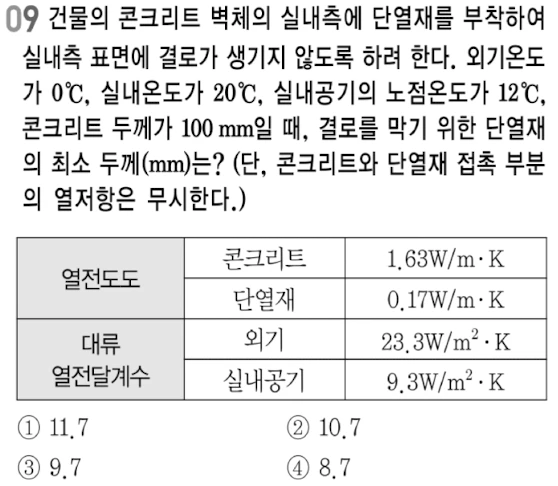 09 건물의 콘크리트 벽체의 실내측에 단열재를 부착하여
실내측 표면에 결로가 생기지 않도록 하려 한다. 외기온도
가 0℃, 실내온도가 20℃, 실내공기의 노점온도가 12℃,
콘크리트 두께가 100 mm일 때, 결로를 막기 위한 단열재
의 최소 두께(mm)는? (단, 콘크리트와 단열재 접촉 부분
의 열저항은 무시한다.)
열전도도 콘크리트 1.63W/m·K
단열재 0.17W/m·K
대류 열전달계수 외기 23.3W/m²·K
실내공기 9.3W/m²·K
① 11.7 ② 10.7
③ 9.7 ④ 8.7